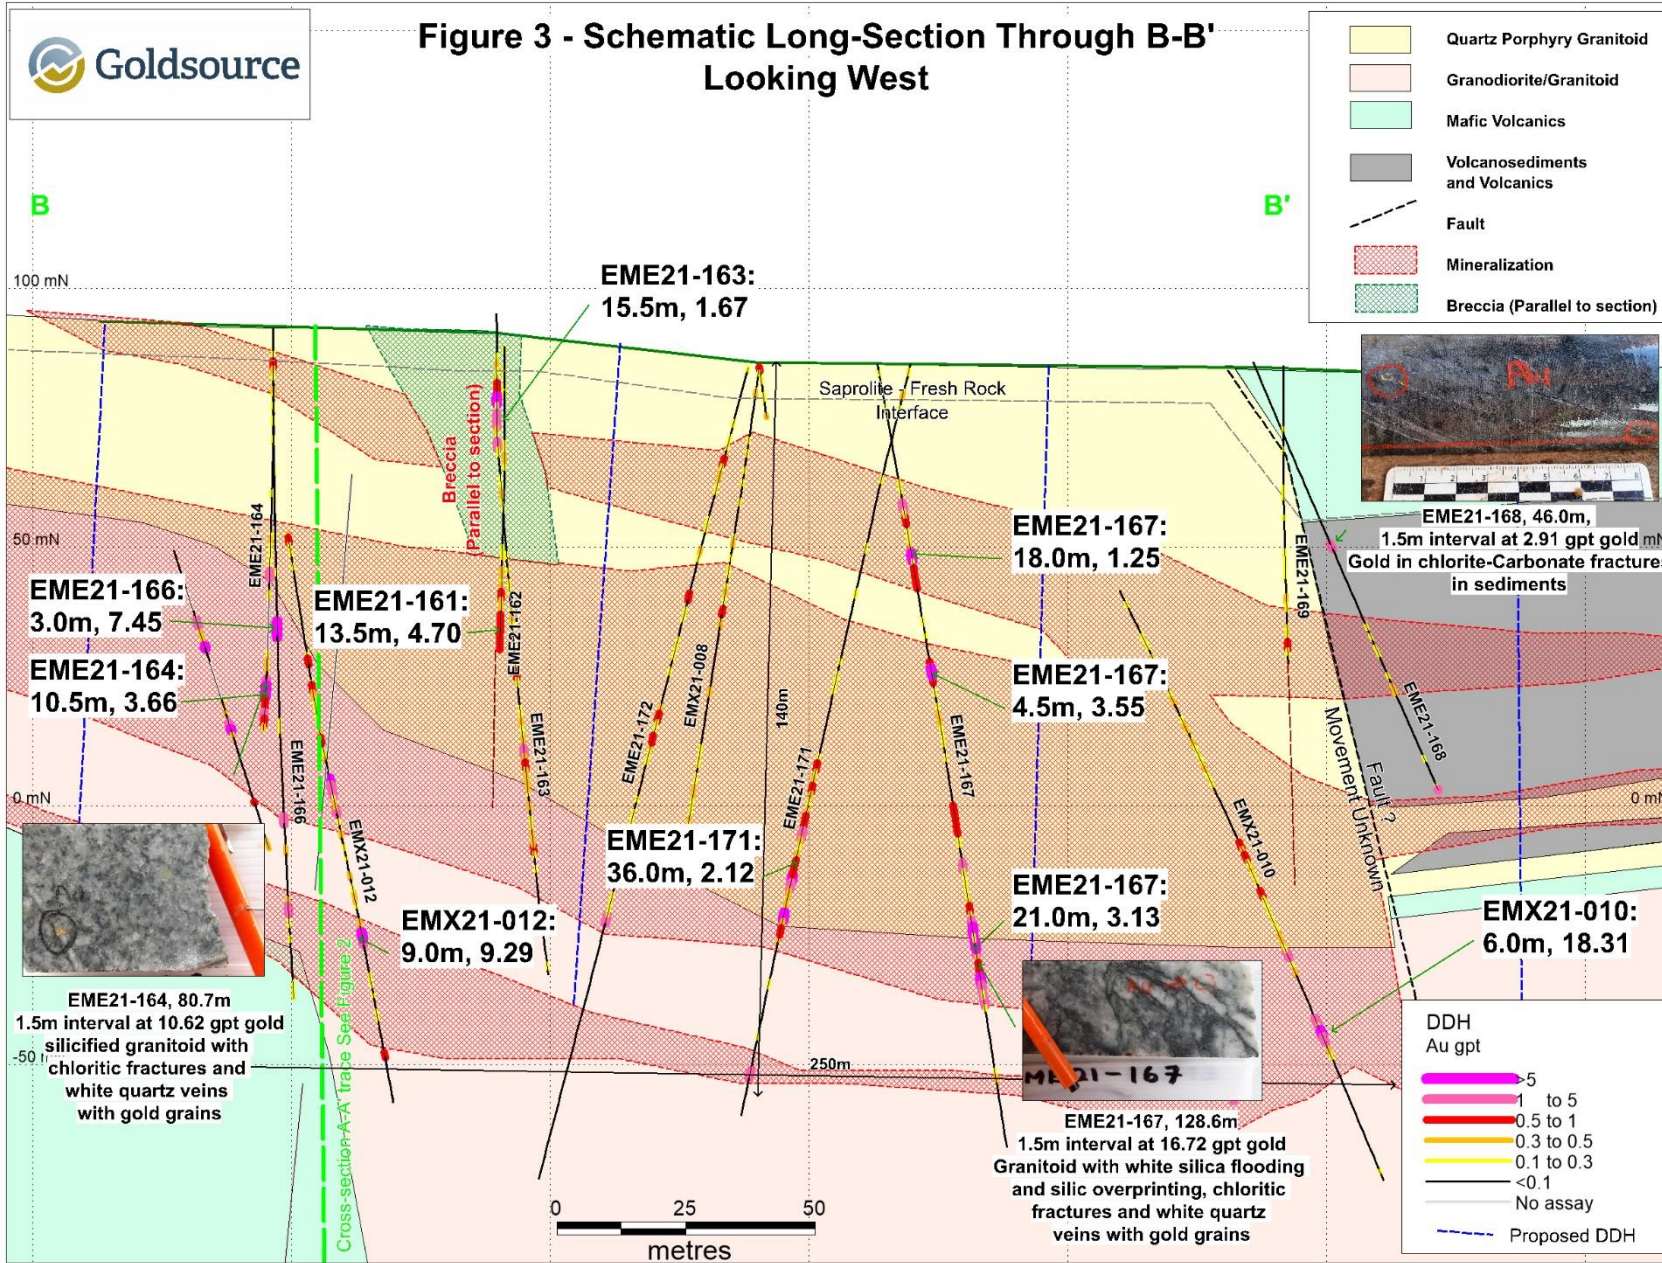 Goldsource
Figure 3 - Schematic Long-Section Through B-B'
Looking West
Quartz Porphyry Granitoid
Granodiorite/Granitoid
Mafic Volcanics
Volcanosediments
and Volcanics
Fault
Mineralization
Breccia (Parallel to section)
B
B'
100 mN
EME21-163:
15.5m, 1.67
Saprolite - Fresh Rock
Interface
Breccia
(Parallel to section)
50 mN
EME21-164
EME21-166:
3.0m, 7.45
EME21-164:
10.5m, 3.66
EME21-161:
13.5m, 4.70
EME21-162
EME21-163
EME21-166
EMX21-012
EME21-172
EMX21-008
140m
EME21-171
EME21-167:
18.0m, 1.25
EME21-167:
4.5m, 3.55
EME21-167
EME21-169
EME21-168
EMX21-010
Au
EME21-168, 46.0m,
1.5m interval at 2.91 gpt gold
mN
Gold in chlorite-Carbonate fractures
in sediments
Fault ?
Movement Unknown
0 mN
0 mN
EME21-171:
36.0m, 2.12
EME21-167:
21.0m, 3.13
EMX21-012:
9.0m, 9.29
EMX21-010:
6.0m, 18.31
Cross-section A-A' trace See Figure 2
EME21-164, 80.7m
1.5m interval at 10.62 gpt gold
silicified granitoid with
chloritic fractures and
white quartz veins
with gold grains
-50
250m
ME21-167
EME21-167, 128.6m
1.5m interval at 16.72 gpt gold
Granitoid with white silica flooding
and silic overprinting, chloritic
fractures and white quartz
veins with gold grains
0 25 50
metres
DDH
Au gpt
>5
1 to 5
0.5 to 1
0.3 to 0.5
0.1 to 0.3
<0.1
No assay
Proposed DDH